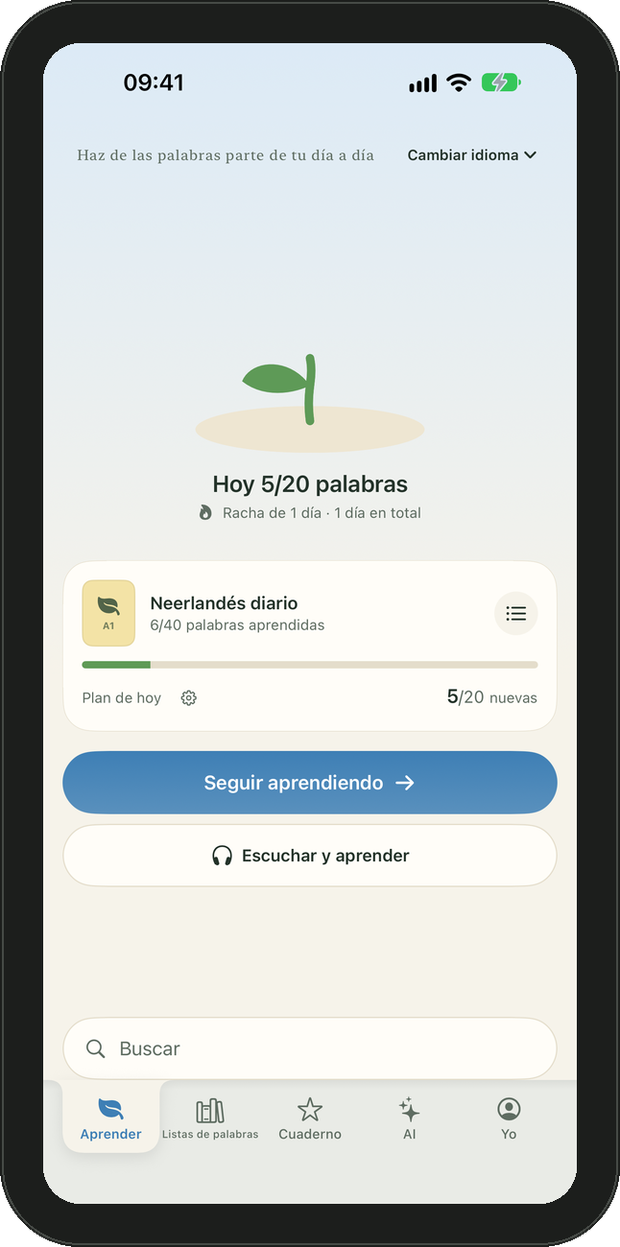 09:41
Haz de las palabras parte de tu día a día
Cambiar idioma
Hoy 5/20 palabras
Racha de 1 día · 1 día en total
A1
Neerlandés diario
6/40 palabras aprendidas
Plan de hoy
5/20 nuevas
Seguir aprendiendo
Escuchar y aprender
Buscar
Aprender
Listas de palabras
Cuaderno
AI
Yo